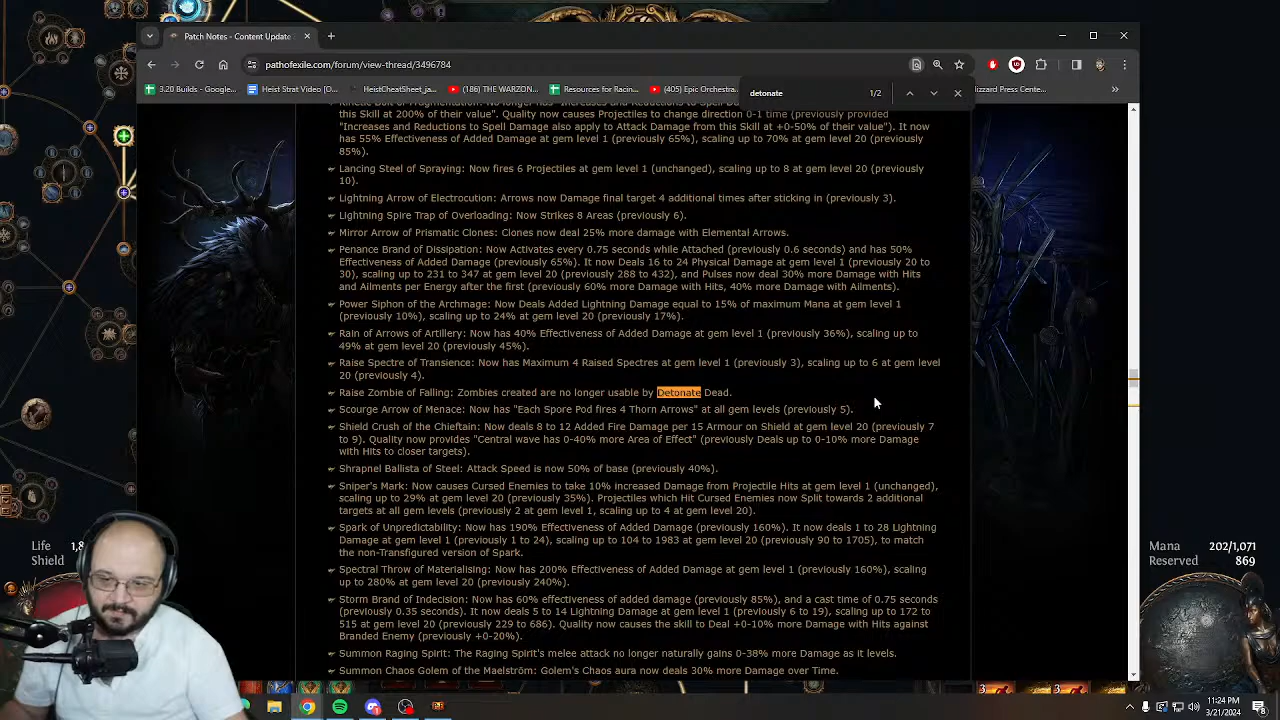 Patch Notes - Content Update
pathofexile.com/forum/view-thread/3496784
detonate 1/2
3.20 Builds - Google... Heist Start Video D... HeistCheatsheet.jpg (186) THE WARZON... Respec Calculation... (405) Epic Orchestra Press Cente...
this Skill at 200% of their value". Quality now causes Projectiles to change direction 0-1 time (previously provided
"Increases and Reductions to Spell Damage also apply to Attack Damage from this Skill at +0-50% of their value"). It now
has 55% Effectiveness of Added Damage at gem level 1 (previously 65%), scaling up to 70% at gem level 20 (previously
85%).
Lancing Steel of Spraying: Now fires 6 Projectiles at gem level 1 (unchanged), scaling up to 8 at gem level 20 (previously
10).
Lightning Arrow of Electrocution: Arrows now Damage final target 4 additional times after sticking in (previously 3).
Lightning Spire Trap of Overloading: Now Strikes 8 Areas (previously 6).
Mirror Arrow of Prismatic Clones: Clones now deal 25% more damage with Elemental Arrows.
Penance Brand of Dissipation: Now Activates every 0.75 seconds while Attached (previously 0.6 seconds) and has 50%
Effectiveness of Added Damage (previously 65%). It now Deals 16 to 24 Physical Damage at gem level 1 (previously 20 to
30), scaling up to 231 to 347 at gem level 20 (previously 288 to 432), and Pulses now deal 30% more Damage with Hits
and Ailments per Energy after the first (previously 60% more Damage with Hits, 40% more Damage with Ailments).
Power Siphon of the Archmage: Now Deals Added Lightning Damage equal to 15% of maximum Mana at gem level 1
(previously 10%), scaling up to 24% at gem level 20 (previously 17%).
Rain of Arrows of Artillery: Now has 40% Effectiveness of Added Damage at gem level 1 (previously 36%), scaling up to
49% at gem level 20 (previously 45%).
Raise Spectre of Transience: Now has Maximum 4 Raised Spectres at gem level 1 (previously 3), scaling up to 6 at gem level
20 (previously 4).
Raise Zombie of Falling: Zombies created are no longer usable by Detonate Dead.
Scourge Arrow of Menace: Now has "Each Spore Pod fires 4 Thorn Arrows" at all gem levels (previously 5).
Shield Crush of the Chieftain: Now deals 8 to 12 Added Fire Damage per 15 Armour on Shield at gem level 20 (previously 7
to 9). Quality now provides "Central wave has 0-40% more Area of Effect" (previously Deals up to 0-10% more Damage
with Hits to closer targets).
Shrapnel Ballista of Steel: Attack Speed is now 50% of base (previously 40%).
Sniper's Mark: Now causes Cursed Enemies to take 10% increased Damage from Projectile Hits at gem level 1 (unchanged),
scaling up to 29% at gem level 20 (previously 35%). Projectiles which Hit Cursed Enemies now Split towards 2 additional
targets at all gem levels (previously 2 at gem level 1, scaling up to 4 at gem level 20).
Spark of Unpredictability: Now has 190% Effectiveness of Added Damage (previously 160%). It now deals 1 to 28 Lightning
Damage at gem level 1 (previously 1 to 24), scaling up to 104 to 1983 at gem level 20 (previously 90 to 1705), to match
the non-Transfigured version of Spark.
Spectral Throw of Materialising: Now has 200% Effectiveness of Added Damage at gem level 1 (previously 160%), scaling
up to 280% at gem level 20 (previously 240%).
Storm Brand of Indecision: Now has 60% effectiveness of added damage (previously 85%), and a cast time of 0.75 seconds
(previously 0.35 seconds). It now deals 5 to 14 Lightning Damage at gem level 1 (previously 6 to 19), scaling up to 172 to
515 at gem level 20 (previously 229 to 686). Quality now causes the skill to Deal +0-10% more Damage with Hits against
Branded Enemy (previously +0-20%).
Summon Raging Spirit: The Raging Spirit's melee attack no longer naturally gains 0-38% more Damage as it levels.
Summon Chaos Golem of the Maelström: Golem's Chaos aura now deals 30% more Damage over Time.
Life 1,8
Shield
Mana 202/1,071
Reserved 869
11:24 PM
3/21/2024